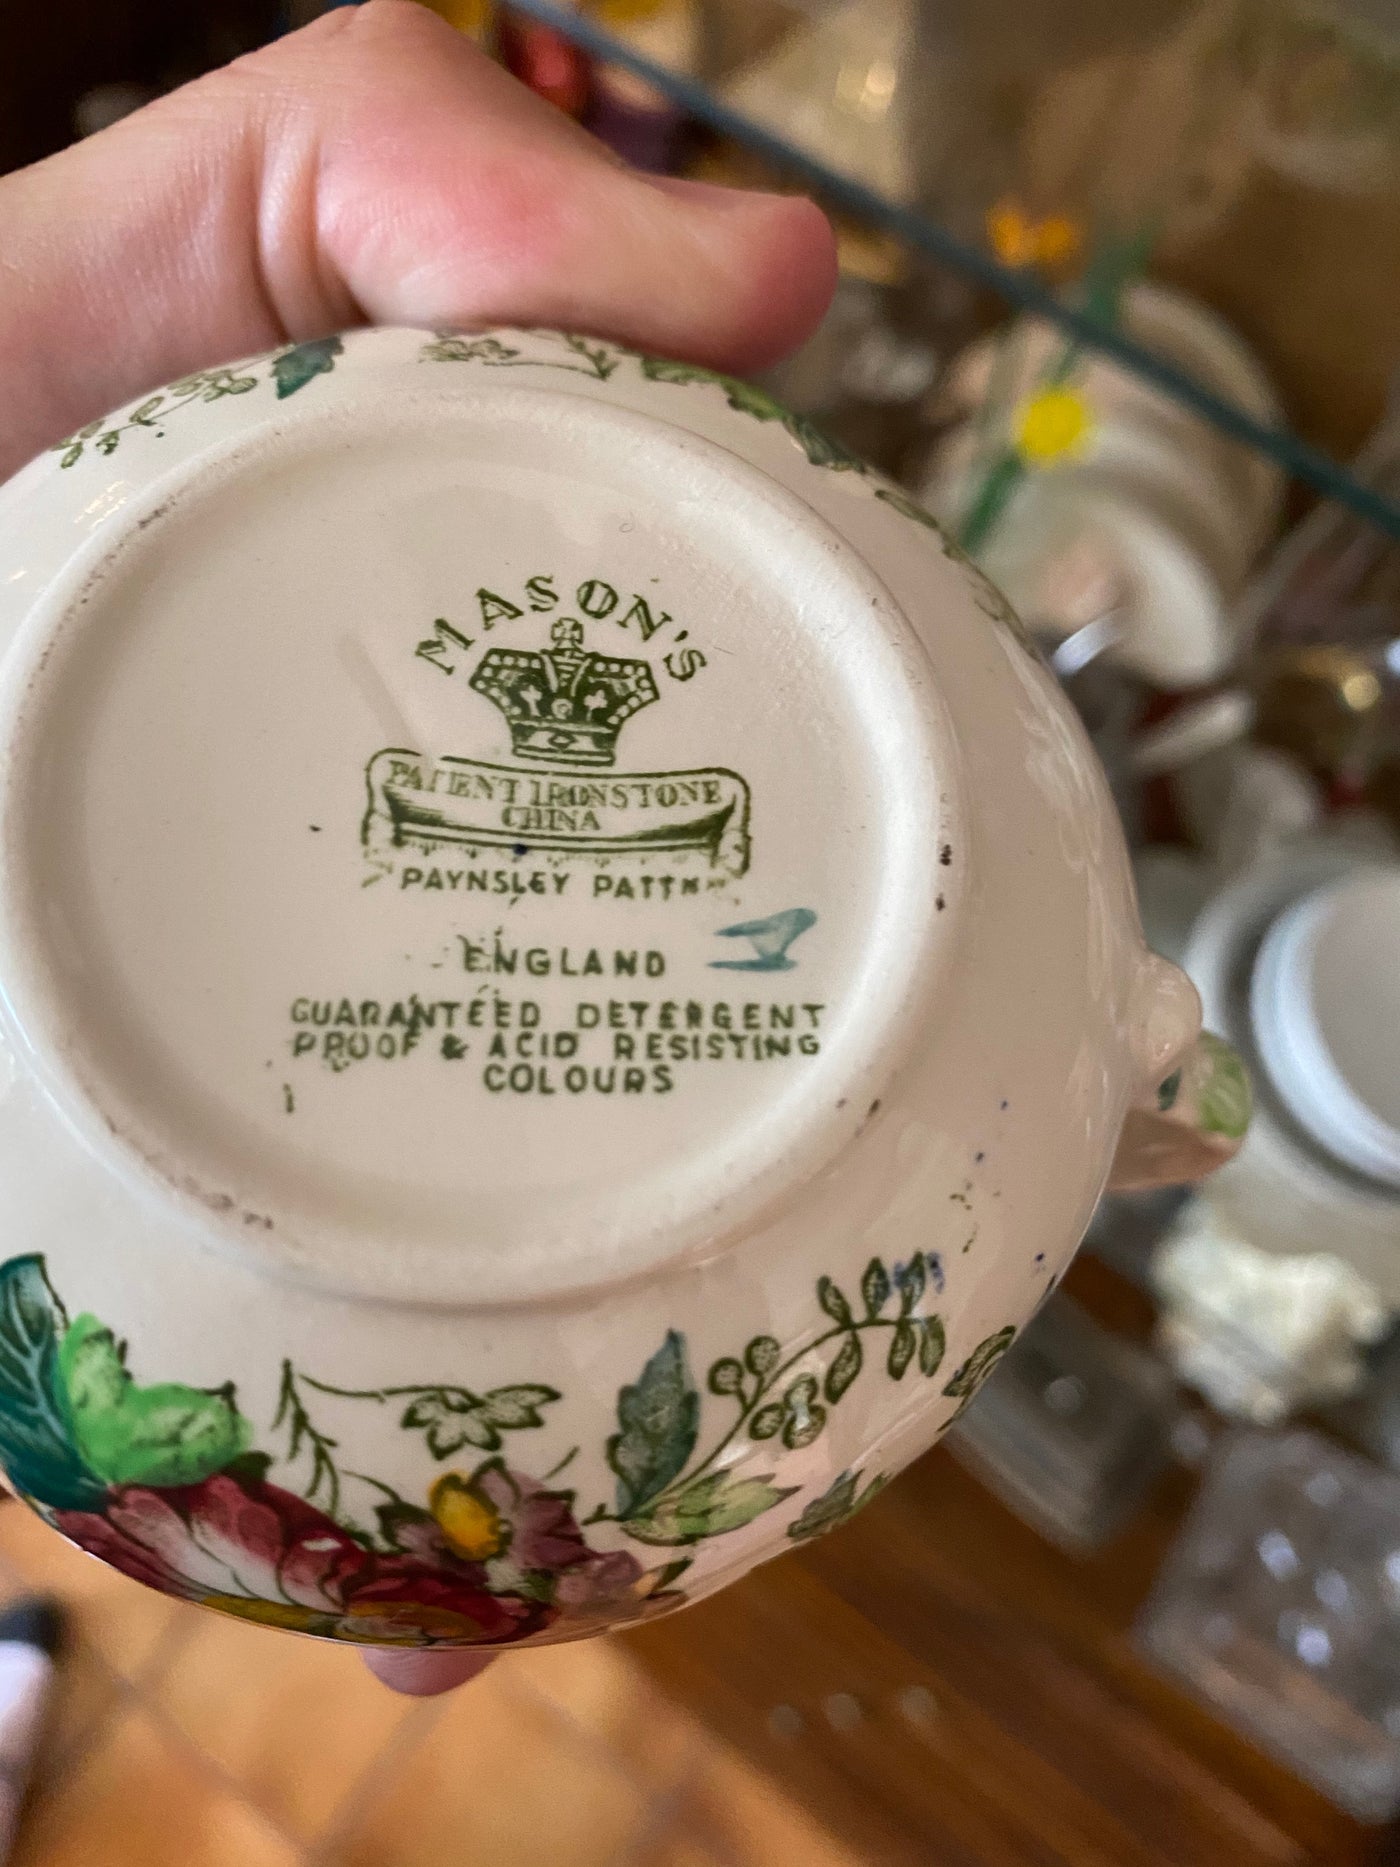 MASON'S
PATENT IRONSTONE
CHINA
PAYNSLEY PATTN
ENGLAND
GUARANTEED DETERGENT
PROOF & ACID RESISTING
COLOURS